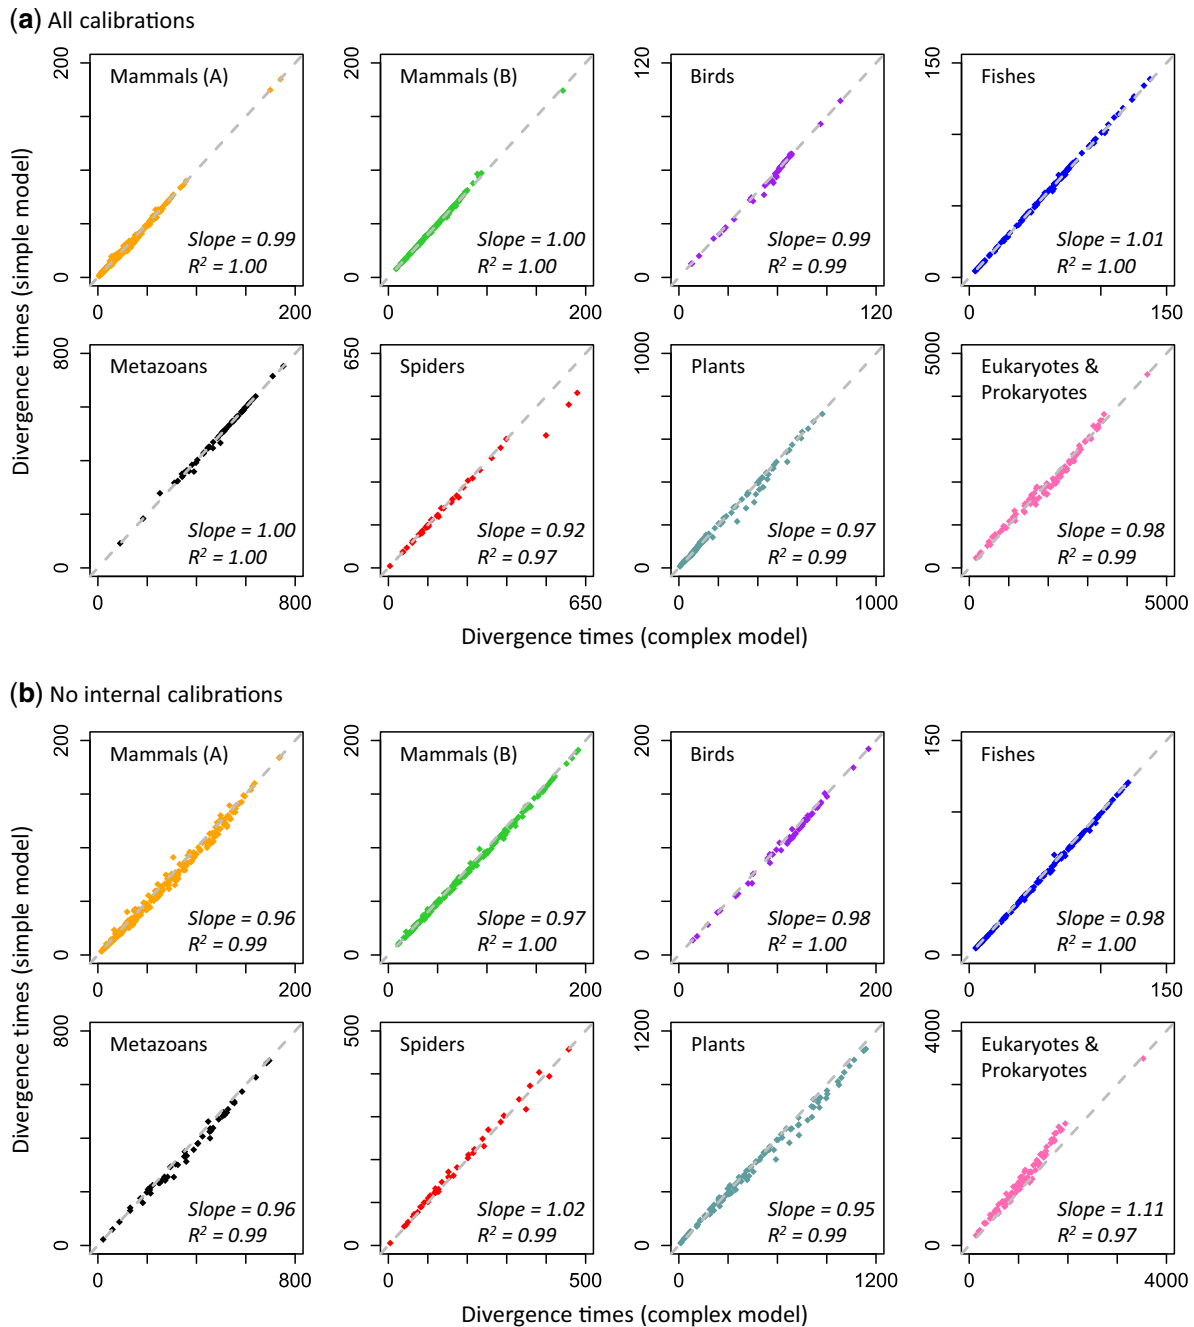 (a) All calibrations
Divergence times (simple model)
Mammals (A)
Slope = 0.99
R² = 1.00
0
200
0
200
Mammals (B)
Slope = 1.00
R² = 1.00
0
200
0
200
Birds
Slope= 0.99
R² = 0.99
0
120
0
120
Fishes
Slope = 1.01
R² = 1.00
0
150
0
150
Metazoans
Slope = 1.00
R² = 1.00
0
800
0
800
Spiders
Slope = 0.92
R² = 0.97
0
650
0
650
Plants
Slope = 0.97
R² = 0.99
0
1000
0
1000
Eukaryotes &
Prokaryotes
Slope = 0.98
R² = 0.99
0
5000
0
5000
Divergence times (complex model)
(b) No internal calibrations
Divergence times (simple model)
Mammals (A)
Slope = 0.96
R² = 0.99
0
200
0
200
Mammals (B)
Slope = 0.97
R² = 1.00
0
200
0
200
Birds
Slope= 0.98
R² = 1.00
0
200
0
200
Fishes
Slope = 0.98
R² = 1.00
0
150
0
150
Metazoans
Slope = 0.96
R² = 0.99
0
800
0
800
Spiders
Slope = 1.02
R² = 0.99
0
500
0
500
Plants
Slope = 0.95
R² = 0.99
0
1200
0
1200
Eukaryotes &
Prokaryotes
Slope = 1.11
R² = 0.97
0
4000
0
4000
Divergence times (complex model)